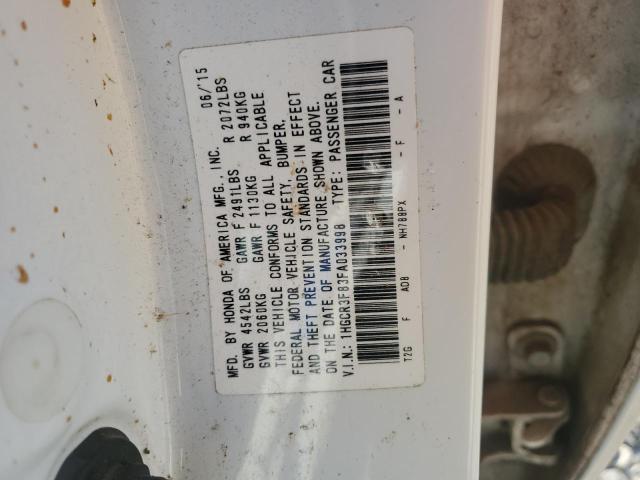 MFD. BY HONDA OF AMERICA MFG., INC. 06/15
GVWR 4542LBS GAWR F 2491LBS R 2072LBS
GVWR 2060KG GAWR F 1130KG R 940KG
THIS VEHICLE CONFORMS TO ALL APPLICABLE
FEDERAL MOTOR VEHICLE SAFETY, BUMPER,
AND THEFT PREVENTION STANDARDS IN EFFECT
ON THE DATE OF MANUFACTURE SHOWN ABOVE.
V.I.N.: 1HGCR3F83FA033998 TYPE: PASSENGER CAR
T2G F AOB - NH788PX - F - A